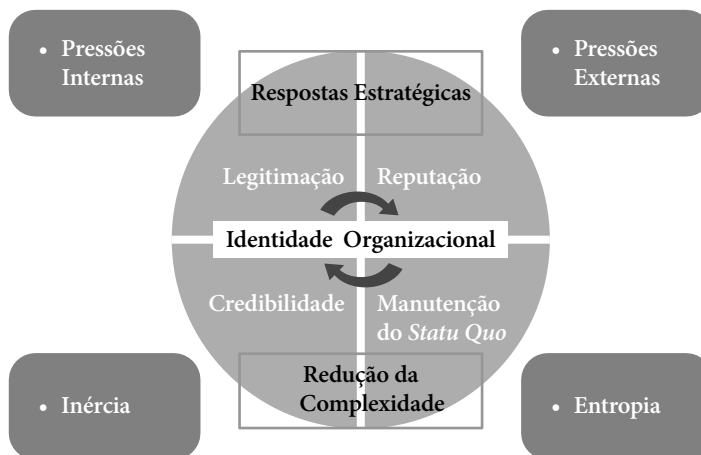 • Pressões
Internas
• Pressões
Externas
Respostas Estratégicas
Legitimação
Reputação
Identidade Organizacional
Credibilidade
Manutenção
do Statu Quo
Redução da
Complexidade
• Inércia
• Entropia